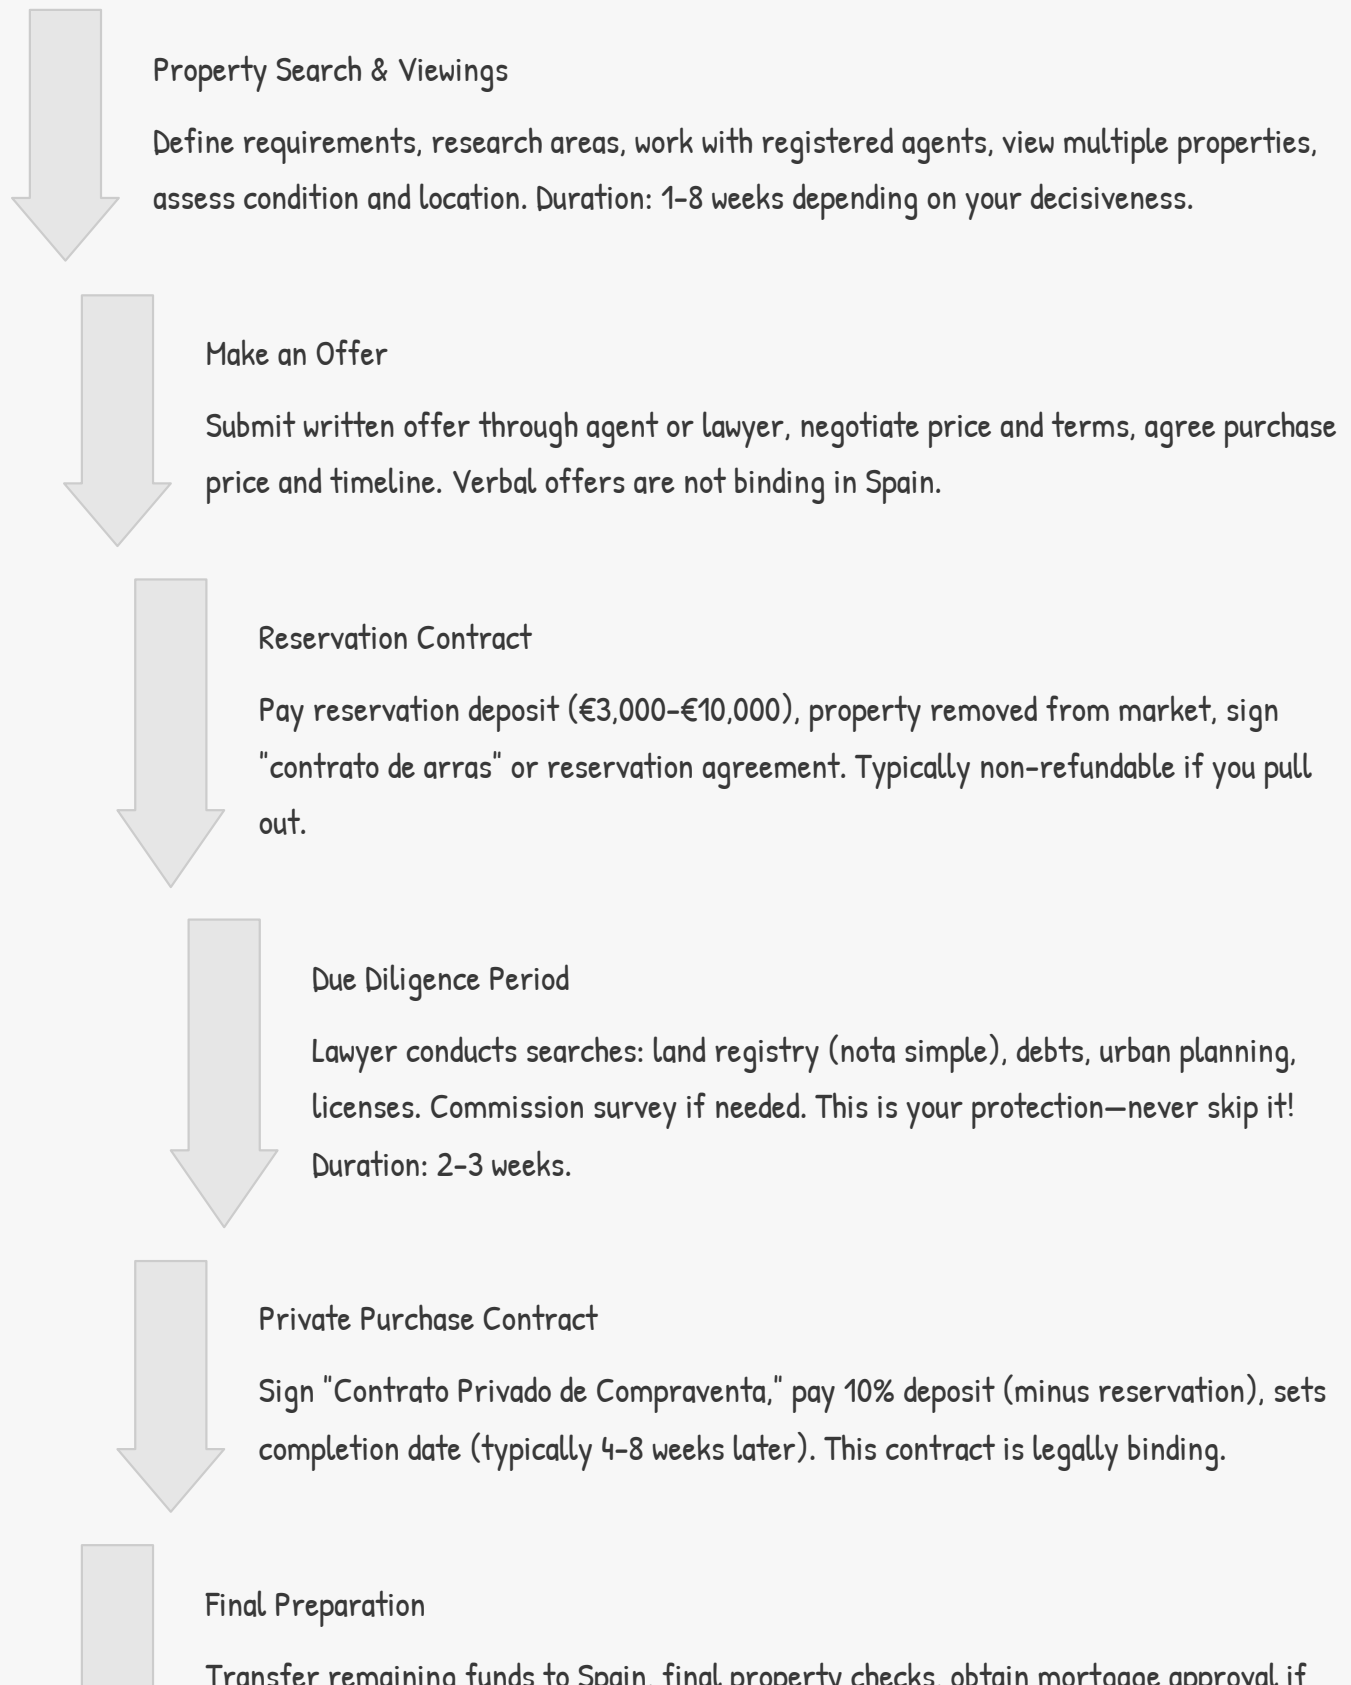 Property Search & Viewings
Define requirements, research areas, work with registered agents, view multiple properties,
assess condition and location. Duration: 1-8 weeks depending on your decisiveness.
Make an Offer
Submit written offer through agent or lawyer, negotiate price and terms, agree purchase
price and timeline. Verbal offers are not binding in Spain.
Reservation Contract
Pay reservation deposit (€3,000-€10,000), property removed from market, sign
"contrato de arras" or reservation agreement. Typically non-refundable if you pull
out.
Due Diligence Period
Lawyer conducts searches: land registry (nota simple), debts, urban planning,
licenses. Commission survey if needed. This is your protection—never skip it!
Duration: 2-3 weeks.
Private Purchase Contract
Sign "Contrato Privado de Compraventa," pay 10% deposit (minus reservation), sets
completion date (typically 4-8 weeks later). This contract is legally binding.
Final Preparation
Transfer remaining funds to Spain, final property checks, obtain mortgage approval if